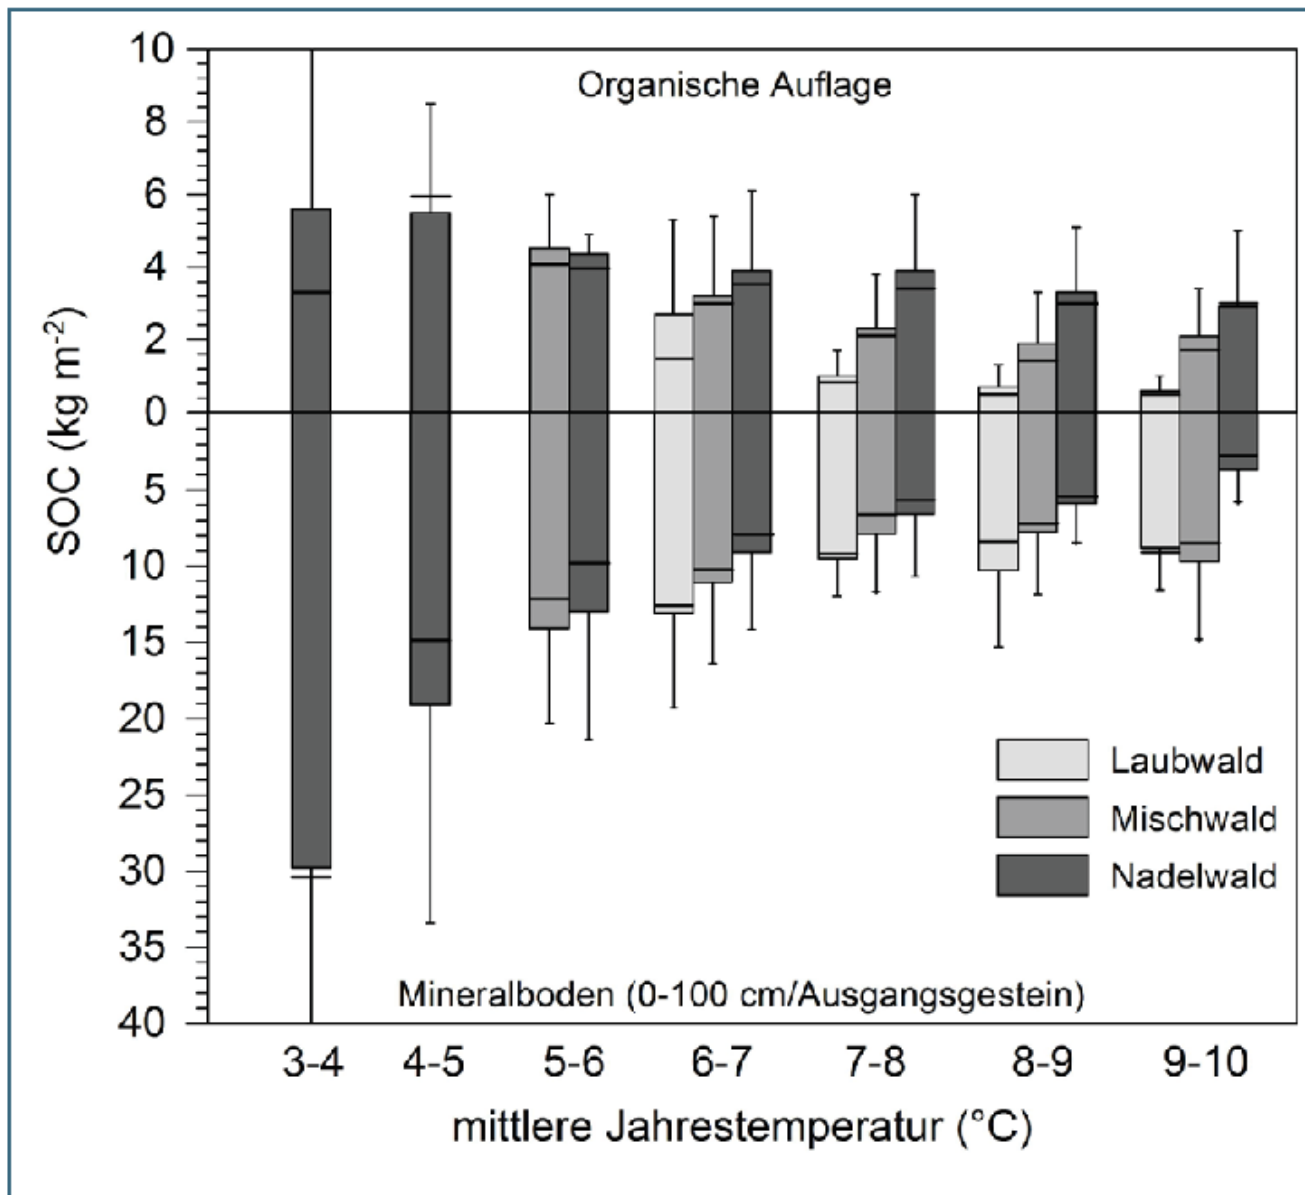 10
Organische Auflage
8
6
4
2
0
5
10
15
20
25
30
35
40
SOC (kg m⁻²)
Laubwald
Mischwald
Nadelwald
Mineralboden (0-100 cm/Ausgangsgestein)
3-4 4-5 5-6 6-7 7-8 8-9 9-10
mittlere Jahrestemperatur (°C)